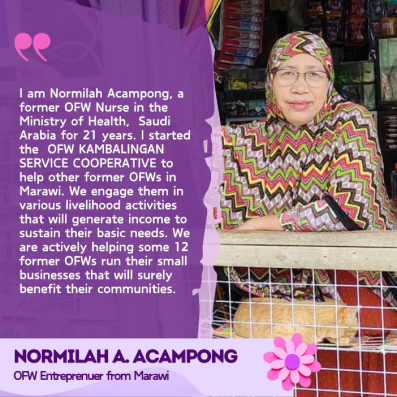 I am Normilah Acampong, a
former OFW Nurse in the
Ministry of Health, Saudi
Arabia for 21 years. I started
the OFW KAMBALINGAN
SERVICE COOPERATIVE to
help other former OFWs in
Marawi. We engage them in
various livelihood activities
that will generate income to
sustain their basic needs. We
are actively helping some 12
former OFWs run their small
businesses that will surely
benefit their communities.
NORMILAH A. ACAMPONG
OFW Entreprenuer from Marawi